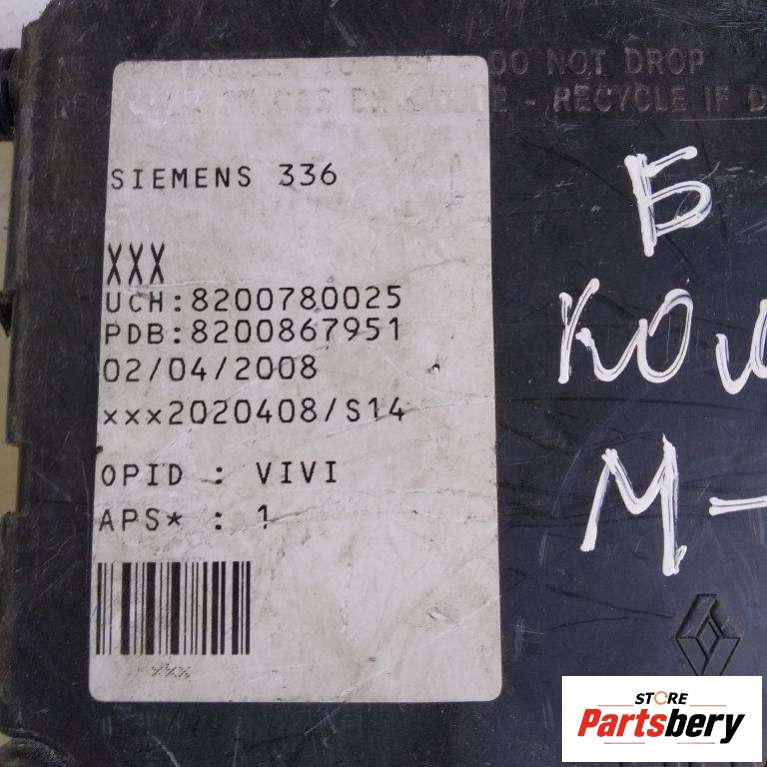 DO NOT DROP
- RECYCLE IF D
SIEMENS 336
XXX
UCH:8200780025
PDB:8200867951
02/04/2008
xxx2020408/S14
OPID : VIVI
APS* : 1
xxx
Б
М-
STORE
Partsbery